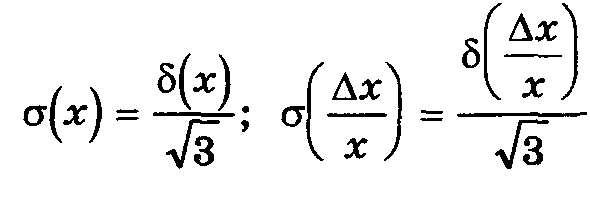 σ(x) = δ(x)/√3; σ(Δx/x) = δ(Δx/x)/√3